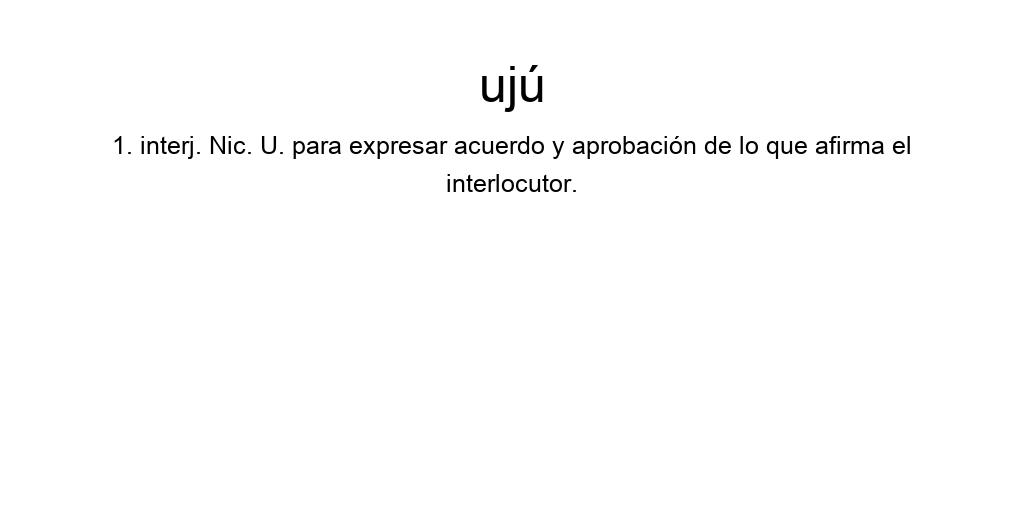 ujú
1. interj. Nic. U. para expresar acuerdo y aprobación de lo que afirma el
interlocutor.